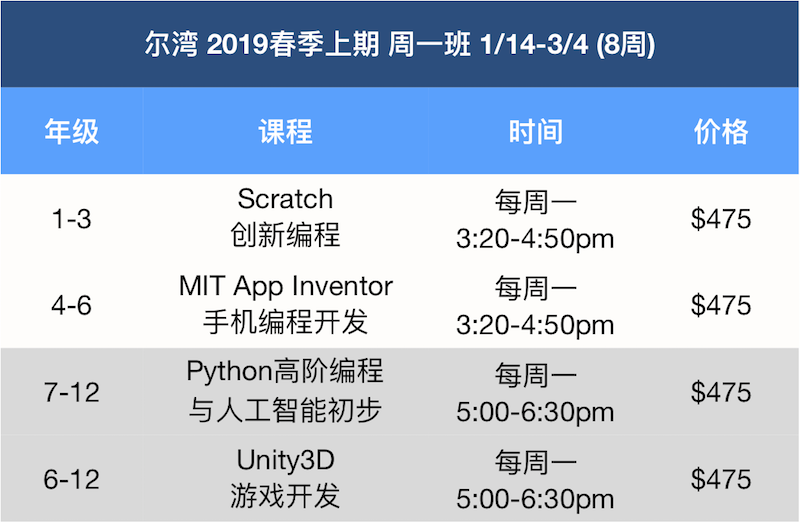 尔湾 2019春季上期 周一班 1/14-3/4 (8周)
年级 课程 时间 价格
1-3 Scratch 创新编程 每周一 3:20-4:50pm $475
4-6 MIT App Inventor 手机编程开发 每周一 3:20-4:50pm $475
7-12 Python高阶编程 与人工智能初步 每周一 5:00-6:30pm $475
6-12 Unity3D 游戏开发 每周一 5:00-6:30pm $475